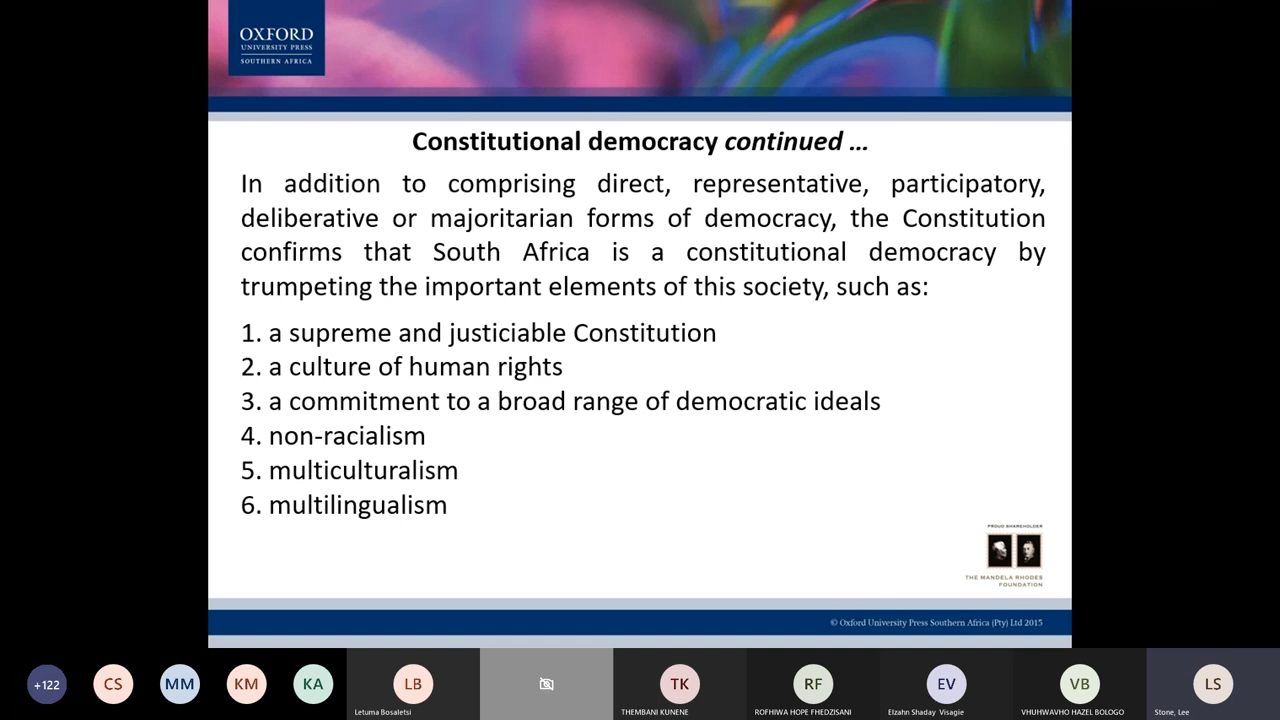 OXFORD
UNIVERSITY PRESS
SOUTHERN AFRICA
Constitutional democracy continued ...
In addition to comprising direct, representative, participatory,
deliberative or majoritarian forms of democracy, the Constitution
confirms that South Africa is a constitutional democracy by
trumpeting the important elements of this society, such as:
1. a supreme and justiciable Constitution
2. a culture of human rights
3. a commitment to a broad range of democratic ideals
4. non-racialism
5. multiculturalism
6. multilingualism
PROUD SHAREHOLDER
THE MANDELA RHODES
FOUNDATION
© Oxford University Press Southern Africa (Pty) Ltd 2015
+122 CS MM KM KA LB TK RF EV VB LS
Letuma Bosaletsi THEMBANI KUNENE ROFHIWA HOPE FHEDZISANI Elzahn Shaday Visagie VHUHWAVHO HAZEL BOLOGO Stone, Lee